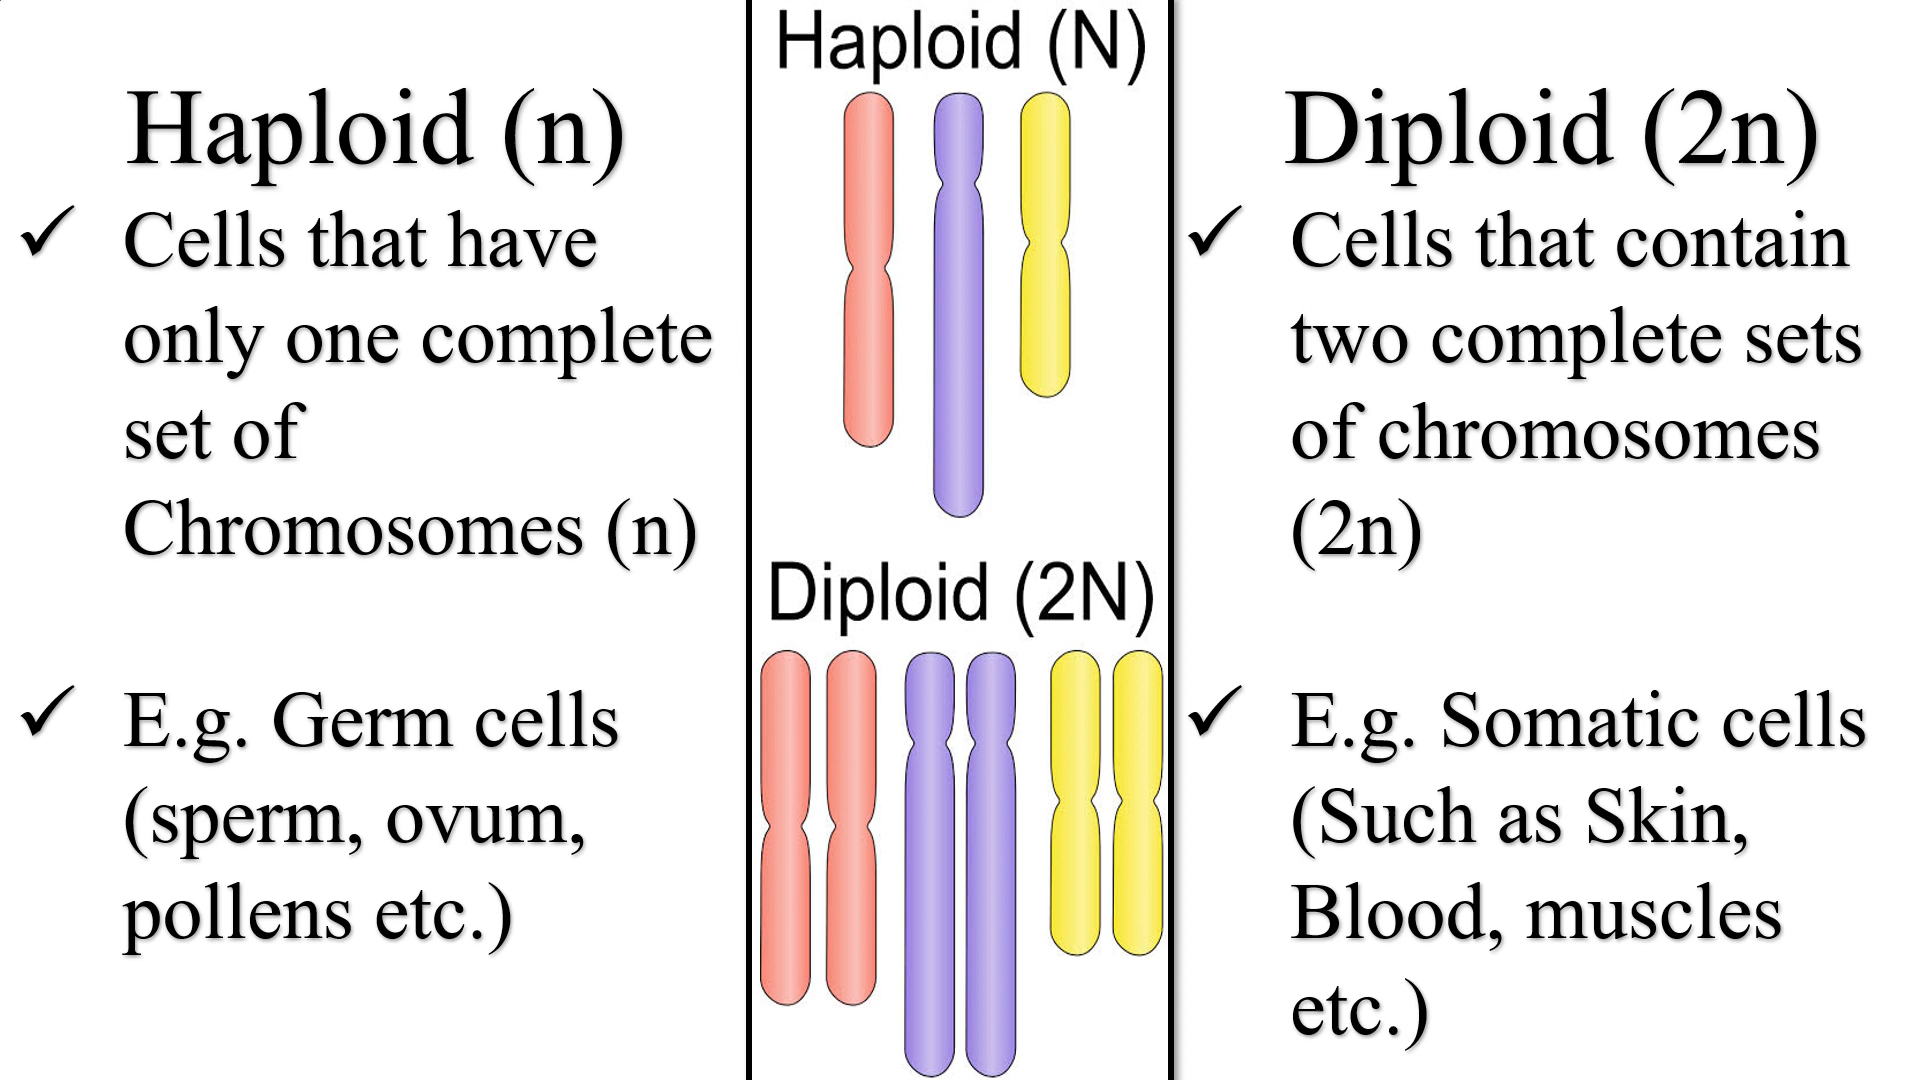 Haploid (n)
✓ Cells that have
only one complete
set of
Chromosomes (n)
✓ E.g. Germ cells
(sperm, ovum,
pollens etc.)
Haploid (N)
Diploid (2N)
Diploid (2n)
✓ Cells that contain
two complete sets
of chromosomes
(2n)
✓ E.g. Somatic cells
(Such as Skin,
Blood, muscles
etc.)